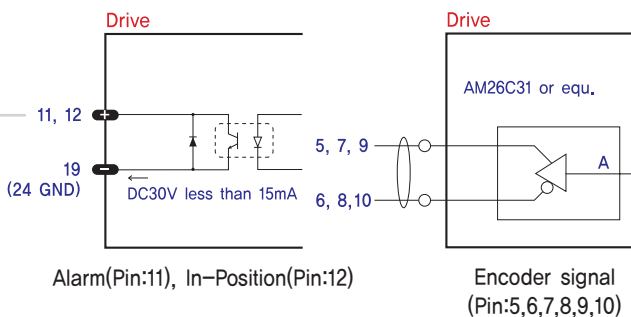 Drive
11, 12
+
19
−
(24 GND)
DC30V less than 15mA
Alarm(Pin:11), In-Position(Pin:12)
Drive
AM26C31 or equ.
5, 7, 9
A
6, 8,10
Encoder signal
(Pin:5,6,7,8,9,10)